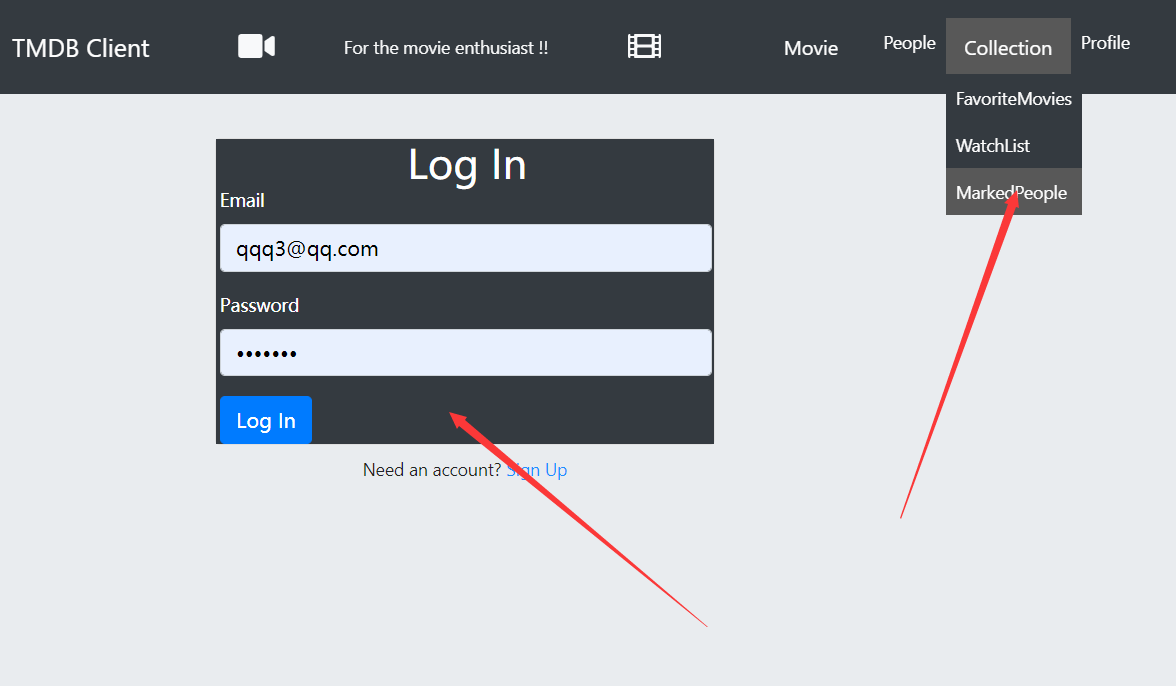 TMDB Client
For the movie enthusiast !!
Movie
People
Collection
Profile
FavoriteMovies
WatchList
MarkedPeople
Log In
Email
qqq3@qq.com
Password
•••••••
Log In
Need an account? Sign Up